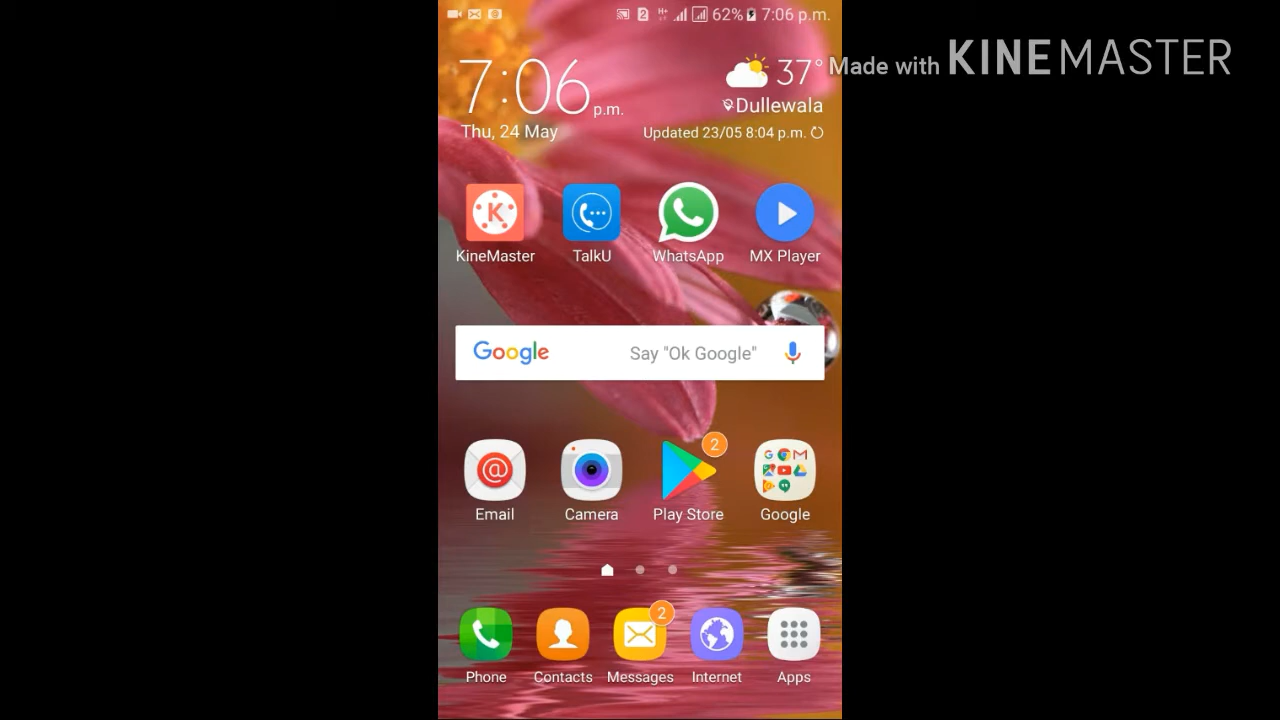 2 H+ 62% 7:06 p.m.
Made with KINEMASTER
7:06 p.m.
37°
Dullewala
Thu, 24 May
Updated 23/05 8:04 p.m.
K
KineMaster TalkU WhatsApp MX Player
Google Say "Ok Google"
@ 2
Email Camera Play Store Google
2
Phone Contacts Messages Internet Apps